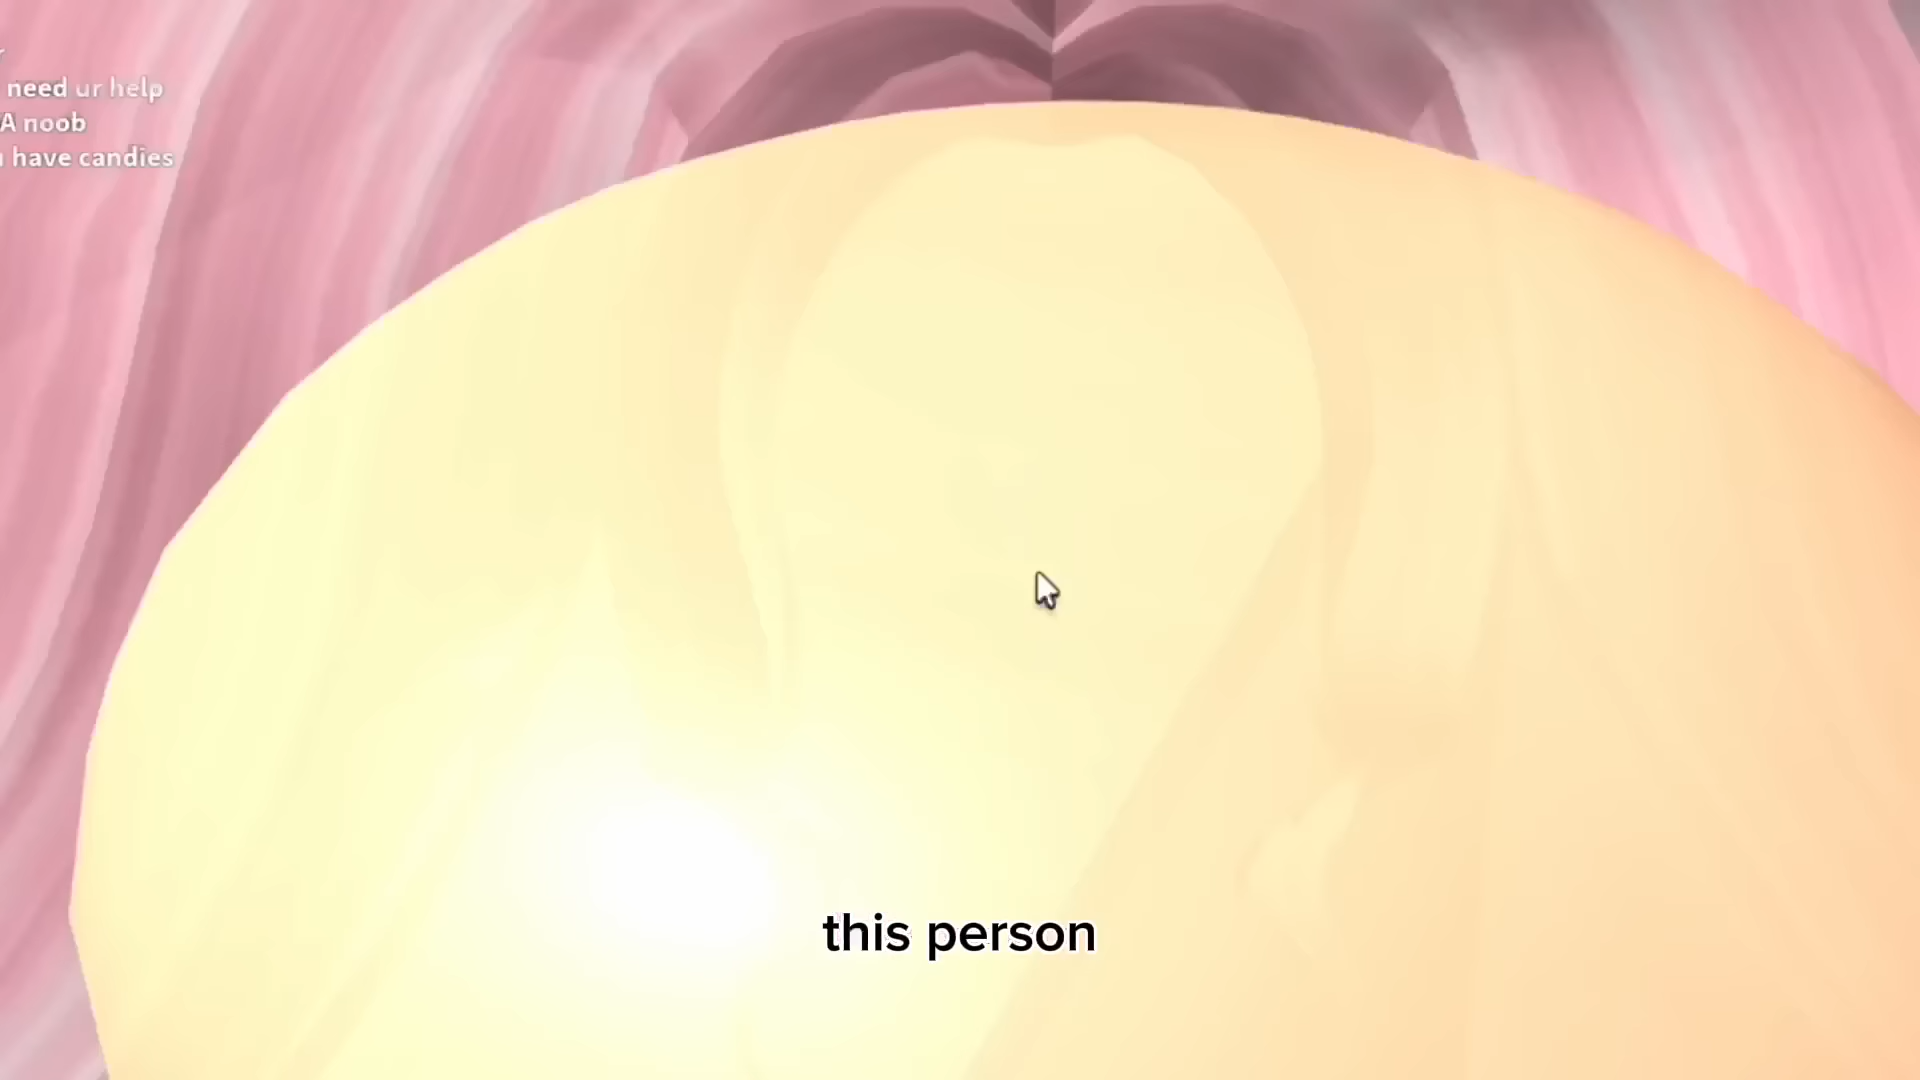 need ur help
A noob
have candies
this person